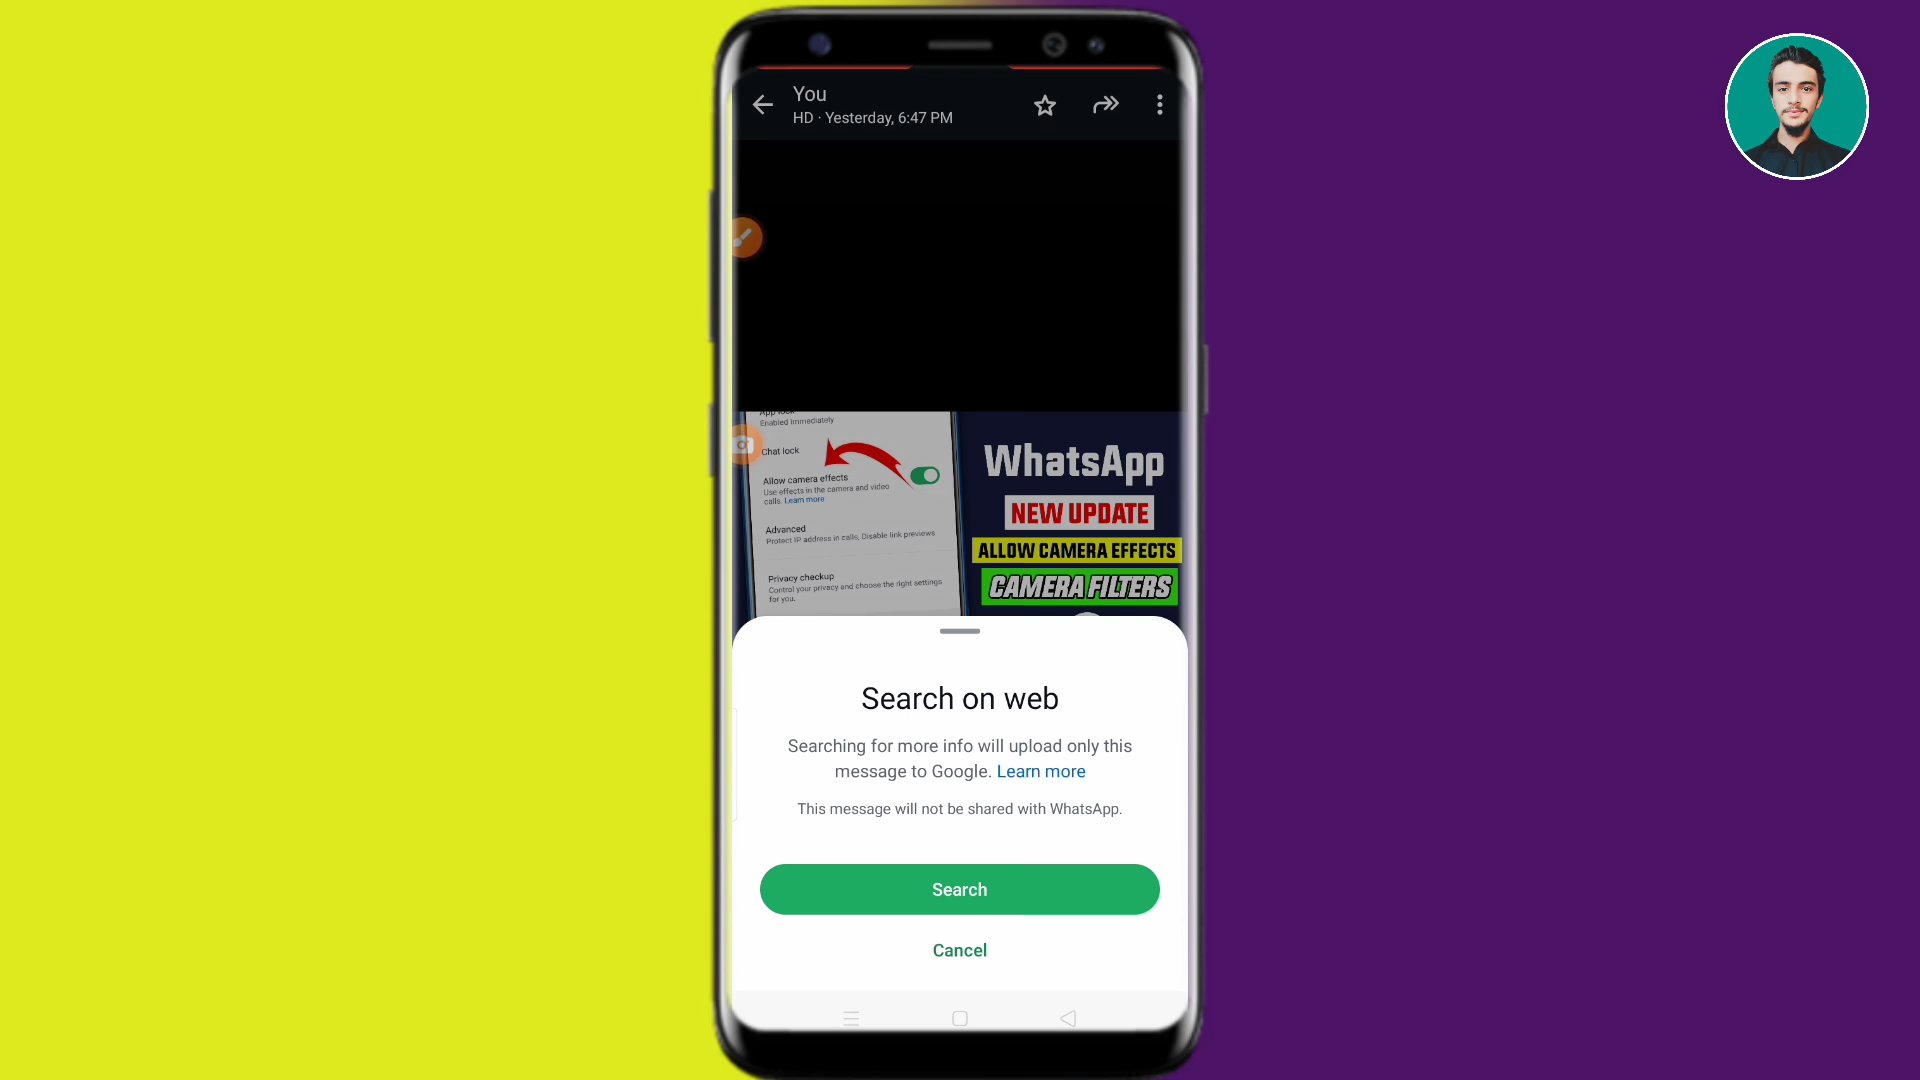 You
HD · Yesterday, 6:47 PM
Enabled Immediately
Chat lock
Allow camera effects
Use effects in the camera and video
calls. Learn more
Advanced
Protect IP address in calls, Disable link previews
Privacy checkup
Control your privacy and choose the right settings
for you.
WhatsApp
NEW UPDATE
ALLOW CAMERA EFFECTS
CAMERA FILTERS
Search on web
Searching for more info will upload only this
message to Google. Learn more
This message will not be shared with WhatsApp.
Search
Cancel